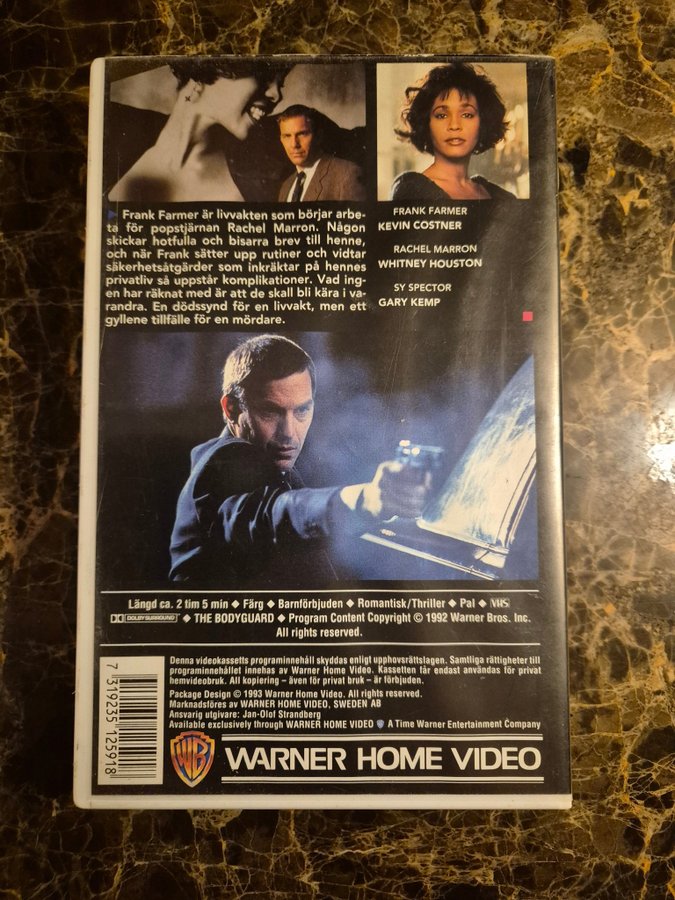 Frank Farmer är livvakten som börjar arbe-
ta för popstjärnan Rachel Marron. Någon
skickar hotfulla och bisarra brev till henne,
och när Frank sätter upp rutiner och vidtar
säkerhetsåtgärder som inkräktar på hennes
privatliv så uppstår komplikationer. Vad ing-
en har räknat med är att de skall bli kära i va-
randra. En dödssynd för en livvakt, men ett
gyllene tillfälle för en mördare.
FRANK FARMER
KEVIN COSTNER
RACHEL MARRON
WHITNEY HOUSTON
SY SPECTOR
GARY KEMP
Längd ca. 2 tim 5 min ◆ Färg ◆ Barnförbjuden ◆ Romantisk/Thriller ◆ Pal ◆ VHS
DOLBY SURROUND ◆ THE BODYGUARD ◆ Program Content Copyright © 1992 Warner Bros. Inc.
All rights reserved.
Denna videokassetts programinnehåll skyddas enligt upphovsrättslagen. Samtliga rättigheter till
programinnehållet innehas av Warner Home Video. Kassetten får endast användas för privat
hemvideobruk. All kopiering – även för privat bruk – är förbjuden.
Package Design © 1993 Warner Home Video. All rights reserved.
Marknadsföres av WARNER HOME VIDEO, SWEDEN AB
Ansvarig utgivare: Jan-Olof Strandberg
Available exclusively through WARNER HOME VIDEO A Time Warner Entertainment Company
7 319235 125918
WB WARNER HOME VIDEO